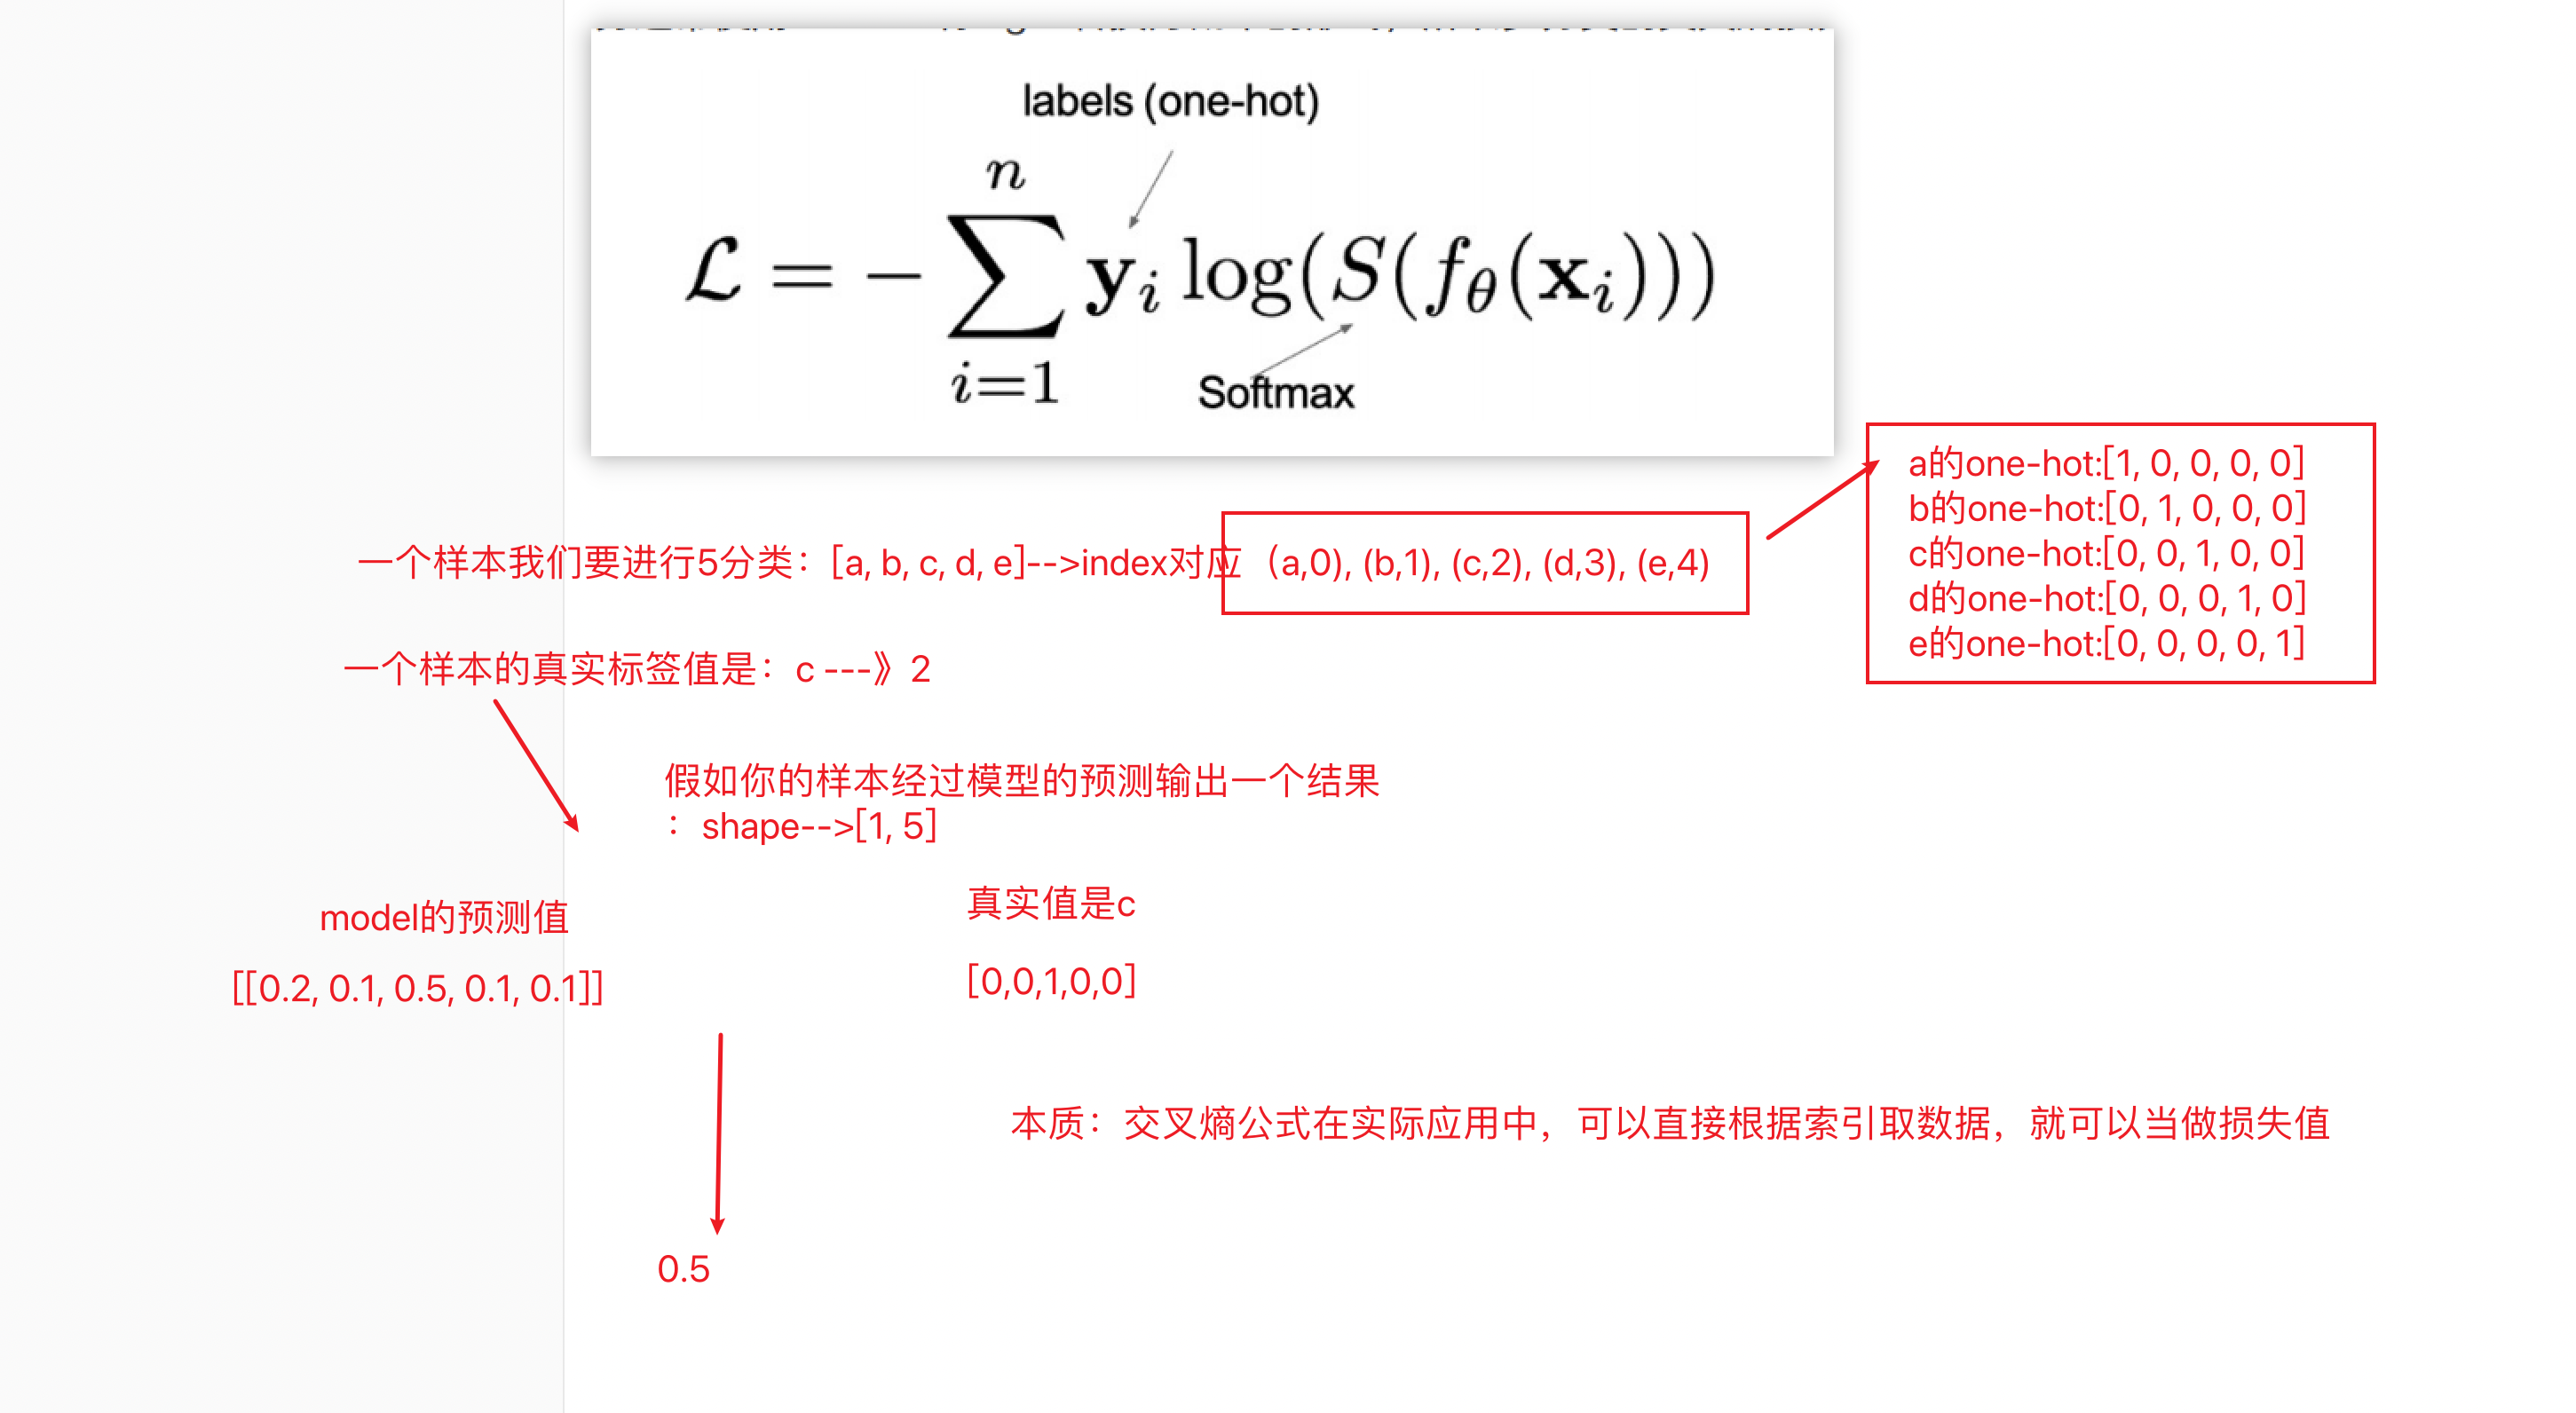 labels (one-hot)
n
ℒ = − ∑ yᵢ log(S(f_θ(xᵢ)))
i=1
Softmax
a的one-hot:[1, 0, 0, 0, 0]
b的one-hot:[0, 1, 0, 0, 0]
c的one-hot:[0, 0, 1, 0, 0]
d的one-hot:[0, 0, 0, 1, 0]
e的one-hot:[0, 0, 0, 0, 1]
一个样本我们要进行5分类：[a, b, c, d, e]-->index对应（a,0), (b,1), (c,2), (d,3), (e,4)
一个样本的真实标签值是：c ---》2
假如你的样本经过模型的预测输出一个结果
：shape-->[1, 5]
真实值是c
model的预测值
[0,0,1,0,0]
[[0.2, 0.1, 0.5, 0.1, 0.1]]
本质：交叉熵公式在实际应用中，可以直接根据索引取数据，就可以当做损失值
0.5